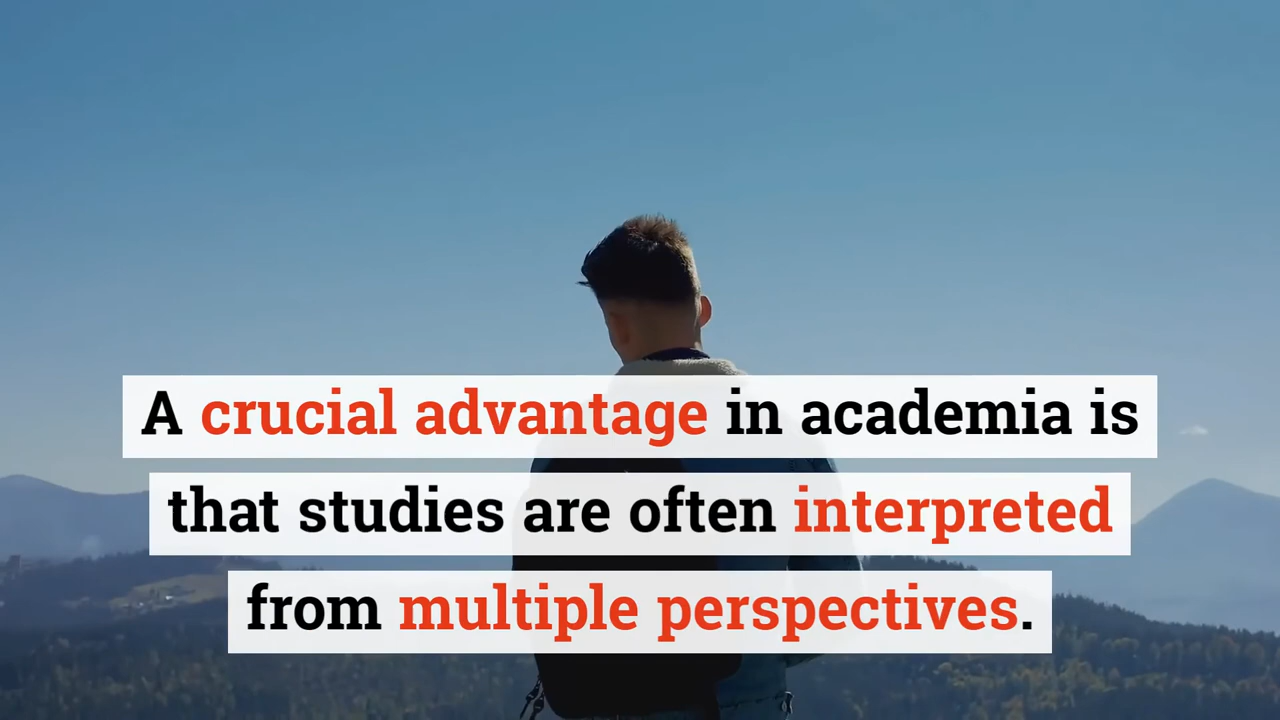 A crucial advantage in academia is
that studies are often interpreted
from multiple perspectives.